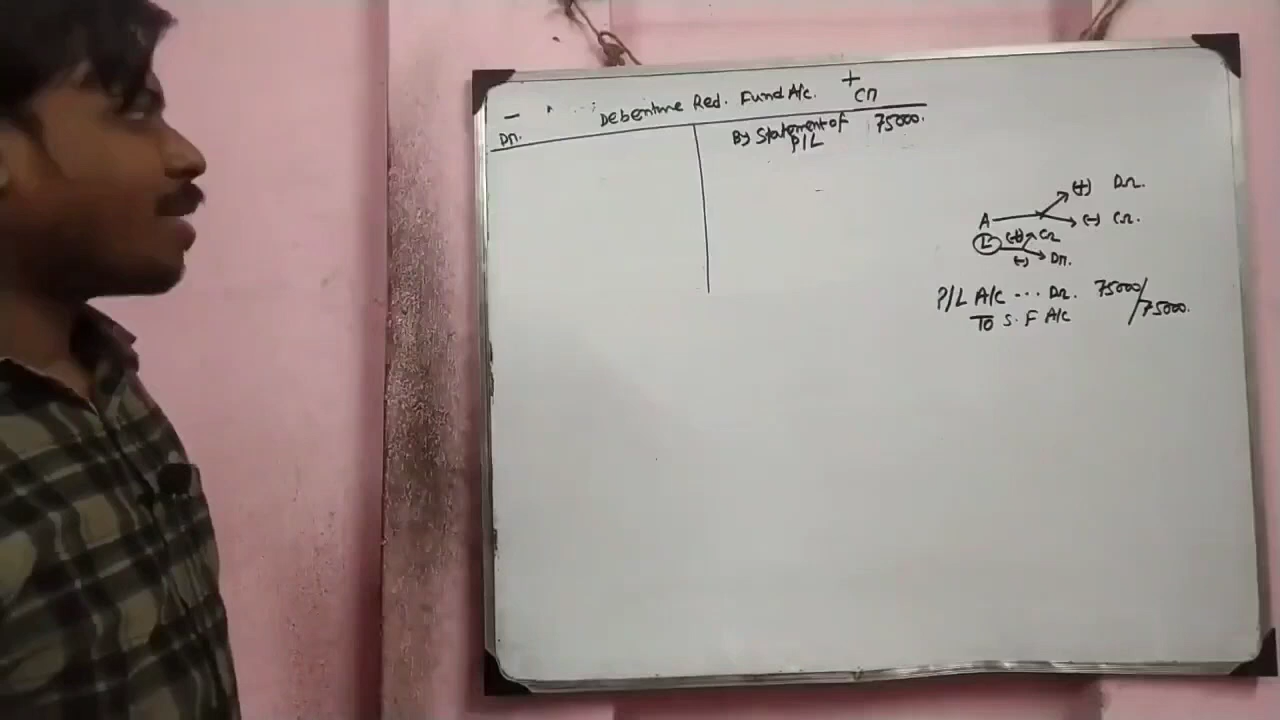 Debenture Red. Fund A/c. + Cr
− Dr.
By Statement of P/L 75000.
A (+) Dr.
(−) Cr.
L (+) Cr
(−) Dr.
P/L A/c ... Dr. 75000/
To S.F A/c 75000.